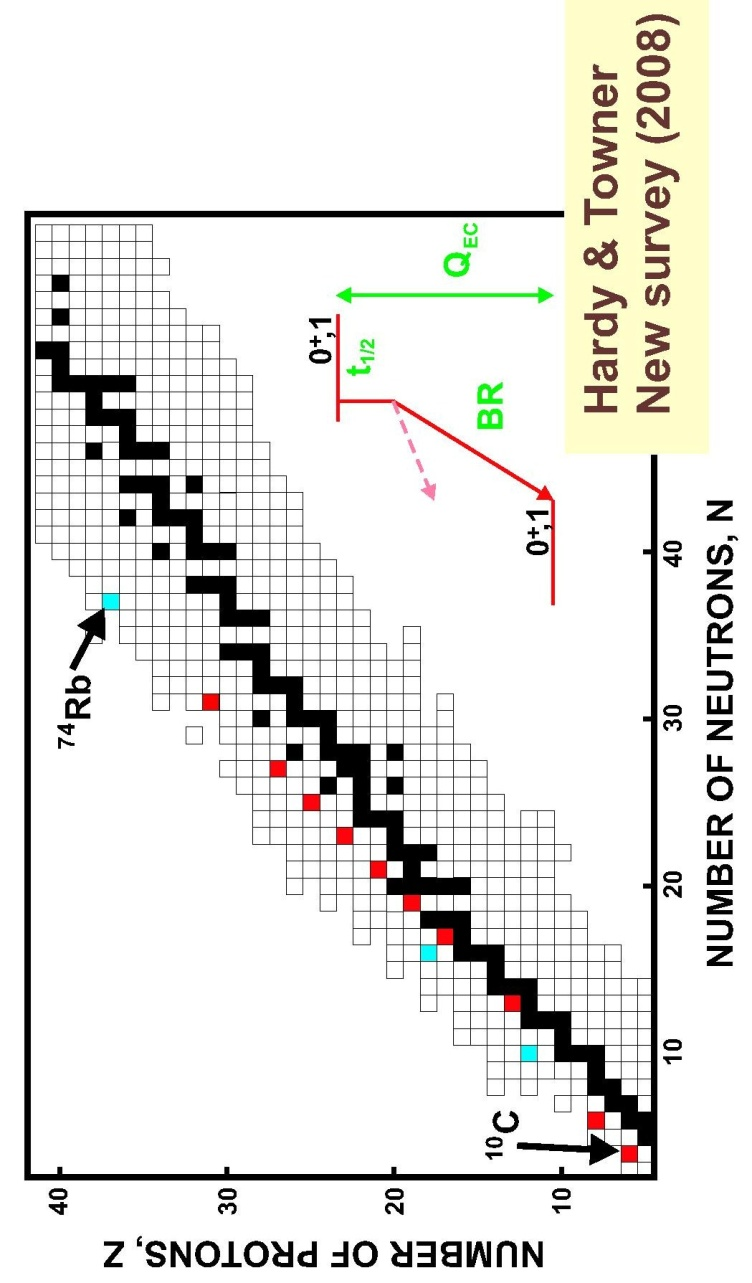 Hardy & Towner
New survey (2008)
NUMBER OF PROTONS, Z
40
30
20
10
⁷⁴Rb
¹⁰C
0⁺,1
t₁/₂
Q_EC
BR
0⁺,1
10
20
30
40
NUMBER OF NEUTRONS, N